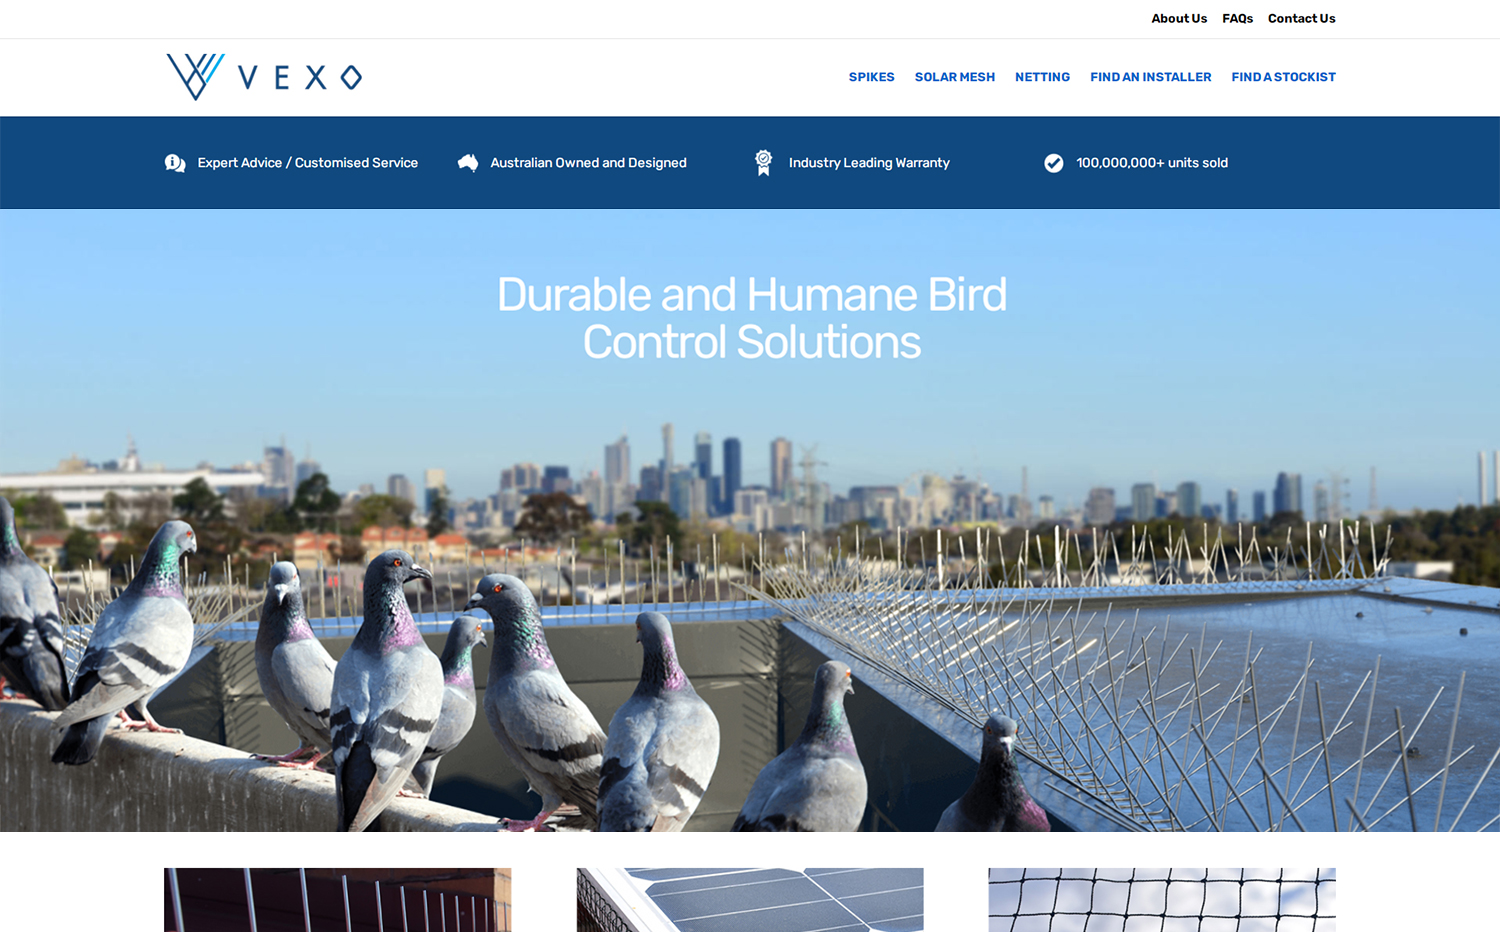 About Us FAQs Contact Us
VEXO
SPIKES SOLAR MESH NETTING FIND AN INSTALLER FIND A STOCKIST
Expert Advice / Customised Service Australian Owned and Designed Industry Leading Warranty 100,000,000+ units sold
Durable and Humane Bird
Control Solutions